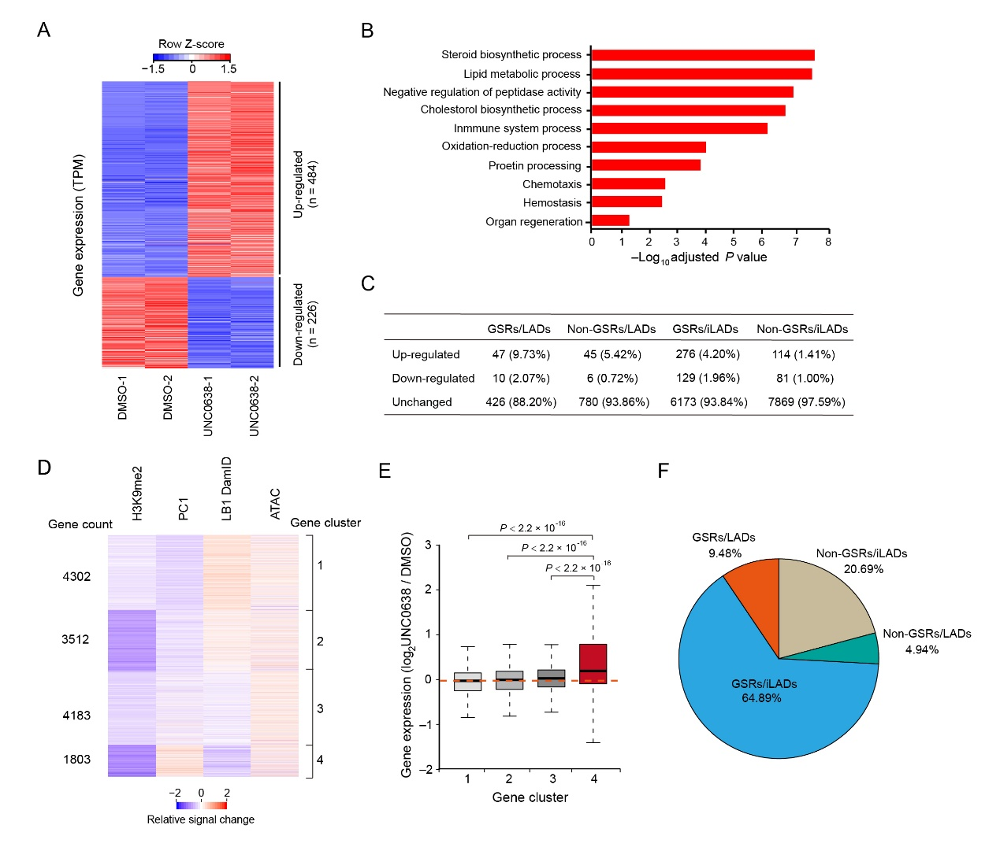 A
Row Z-score
−1.5 0 1.5
Gene expression (TPM)
Up-regulated
(n = 484)
Down-regulated
(n = 226)
DMSO-1
DMSO-2
UNC0638-1
UNC0638-2
B
Steroid biosynthetic process
Lipid metabolic process
Negative regulation of peptidase activity
Cholestorol biosynthetic process
Inmmune system process
Oxidation-reduction process
Proetin processing
Chemotaxis
Hemostasis
Organ regeneration
0 1 2 3 4 5 6 7 8
–Log10 adjusted P value
C
GSRs/LADs Non-GSRs/LADs GSRs/iLADs Non-GSRs/iLADs
Up-regulated 47 (9.73%) 45 (5.42%) 276 (4.20%) 114 (1.41%)
Down-regulated 10 (2.07%) 6 (0.72%) 129 (1.96%) 81 (1.00%)
Unchanged 426 (88.20%) 780 (93.86%) 6173 (93.84%) 7869 (97.59%)
D
H3K9me2
PC1
LB1 DamID
ATAC
Gene count
Gene cluster
4302
3512
4183
1803
1
2
3
4
−2 0 2
Relative signal change
E
Gene expression (log2UNC0638 / DMSO)
P < 2.2 × 10-16
P < 2.2 × 10-16
P < 2.2 × 10 16
3
2
1
0
–1
–2
1 2 3 4
Gene cluster
F
GSRs/LADs
9.48%
Non-GSRs/iLADs
20.69%
Non-GSRs/LADs
4.94%
GSRs/iLADs
64.89%